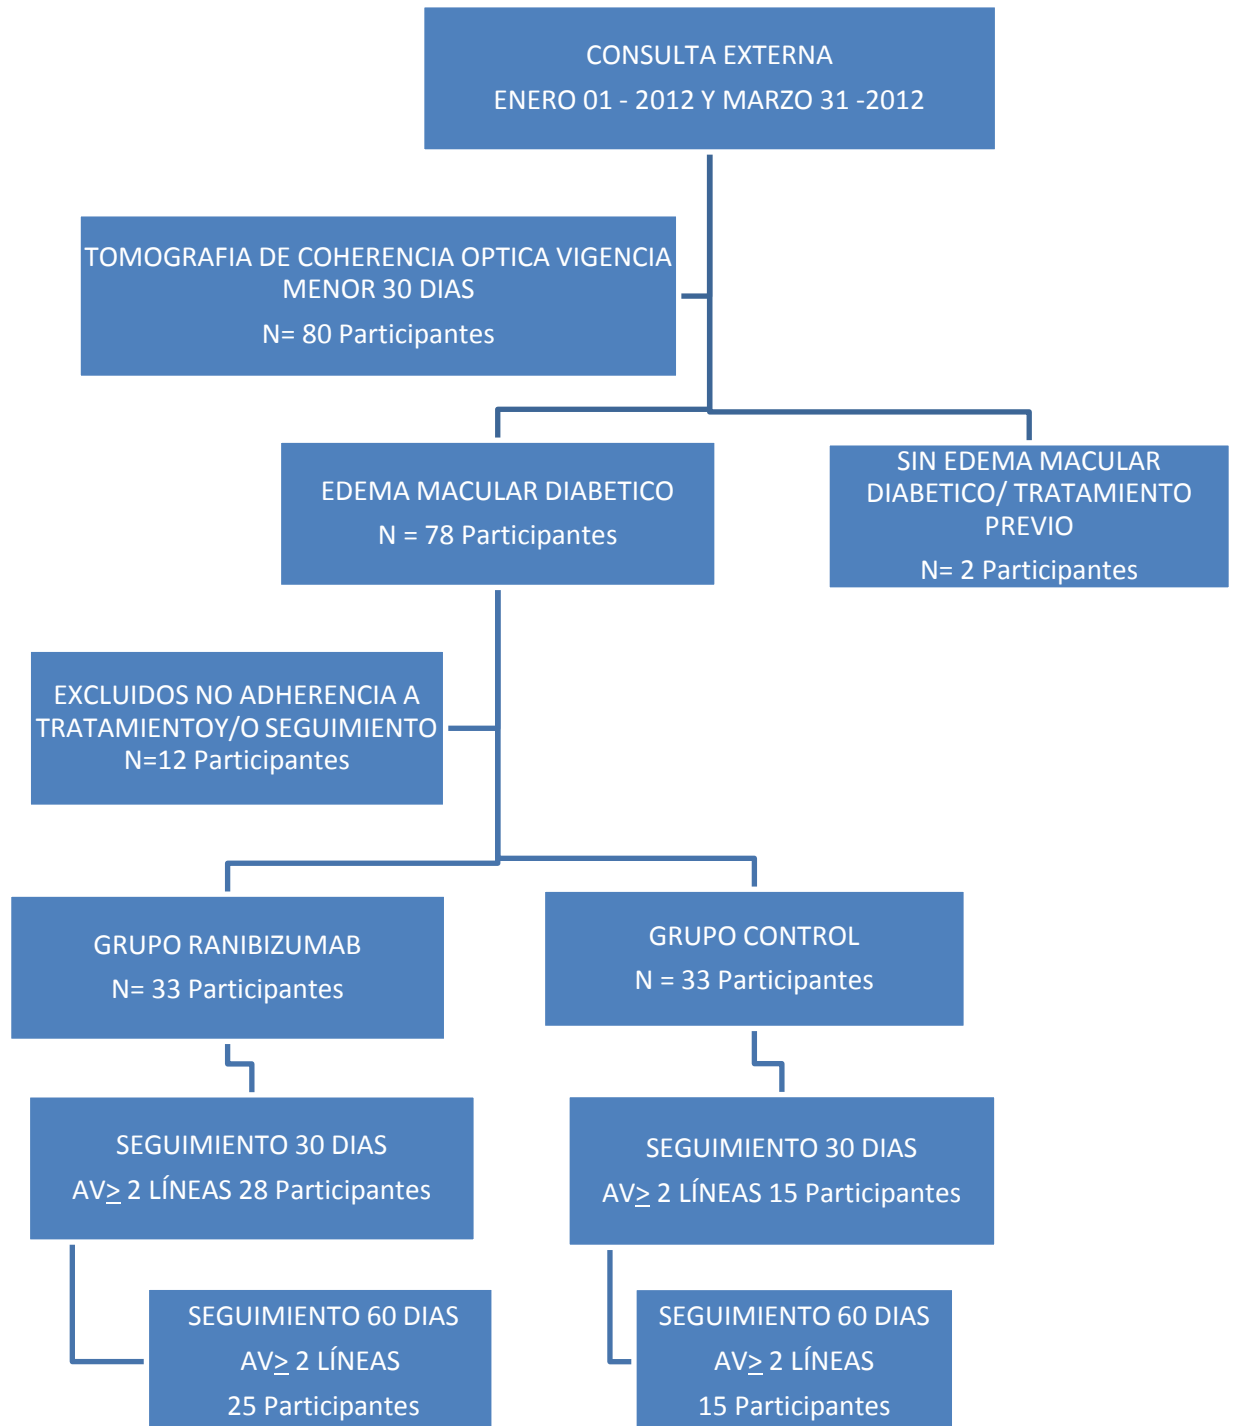 CONSULTA EXTERNA
ENERO 01 - 2012 Y MARZO 31 -2012
TOMOGRAFIA DE COHERENCIA OPTICA VIGENCIA
MENOR 30 DIAS
N= 80 Participantes
EDEMA MACULAR DIABETICO
N = 78 Participantes
SIN EDEMA MACULAR
DIABETICO/ TRATAMIENTO
PREVIO
N= 2 Participantes
EXCLUIDOS NO ADHERENCIA A
TRATAMIENTOY/O SEGUIMIENTO
N=12 Participantes
GRUPO RANIBIZUMAB
N= 33 Participantes
GRUPO CONTROL
N = 33 Participantes
SEGUIMIENTO 30 DIAS
AV≥ 2 LÍNEAS 28 Participantes
SEGUIMIENTO 30 DIAS
AV≥ 2 LÍNEAS 15 Participantes
SEGUIMIENTO 60 DIAS
AV≥ 2 LÍNEAS
25 Participantes
SEGUIMIENTO 60 DIAS
AV≥ 2 LÍNEAS
15 Participantes